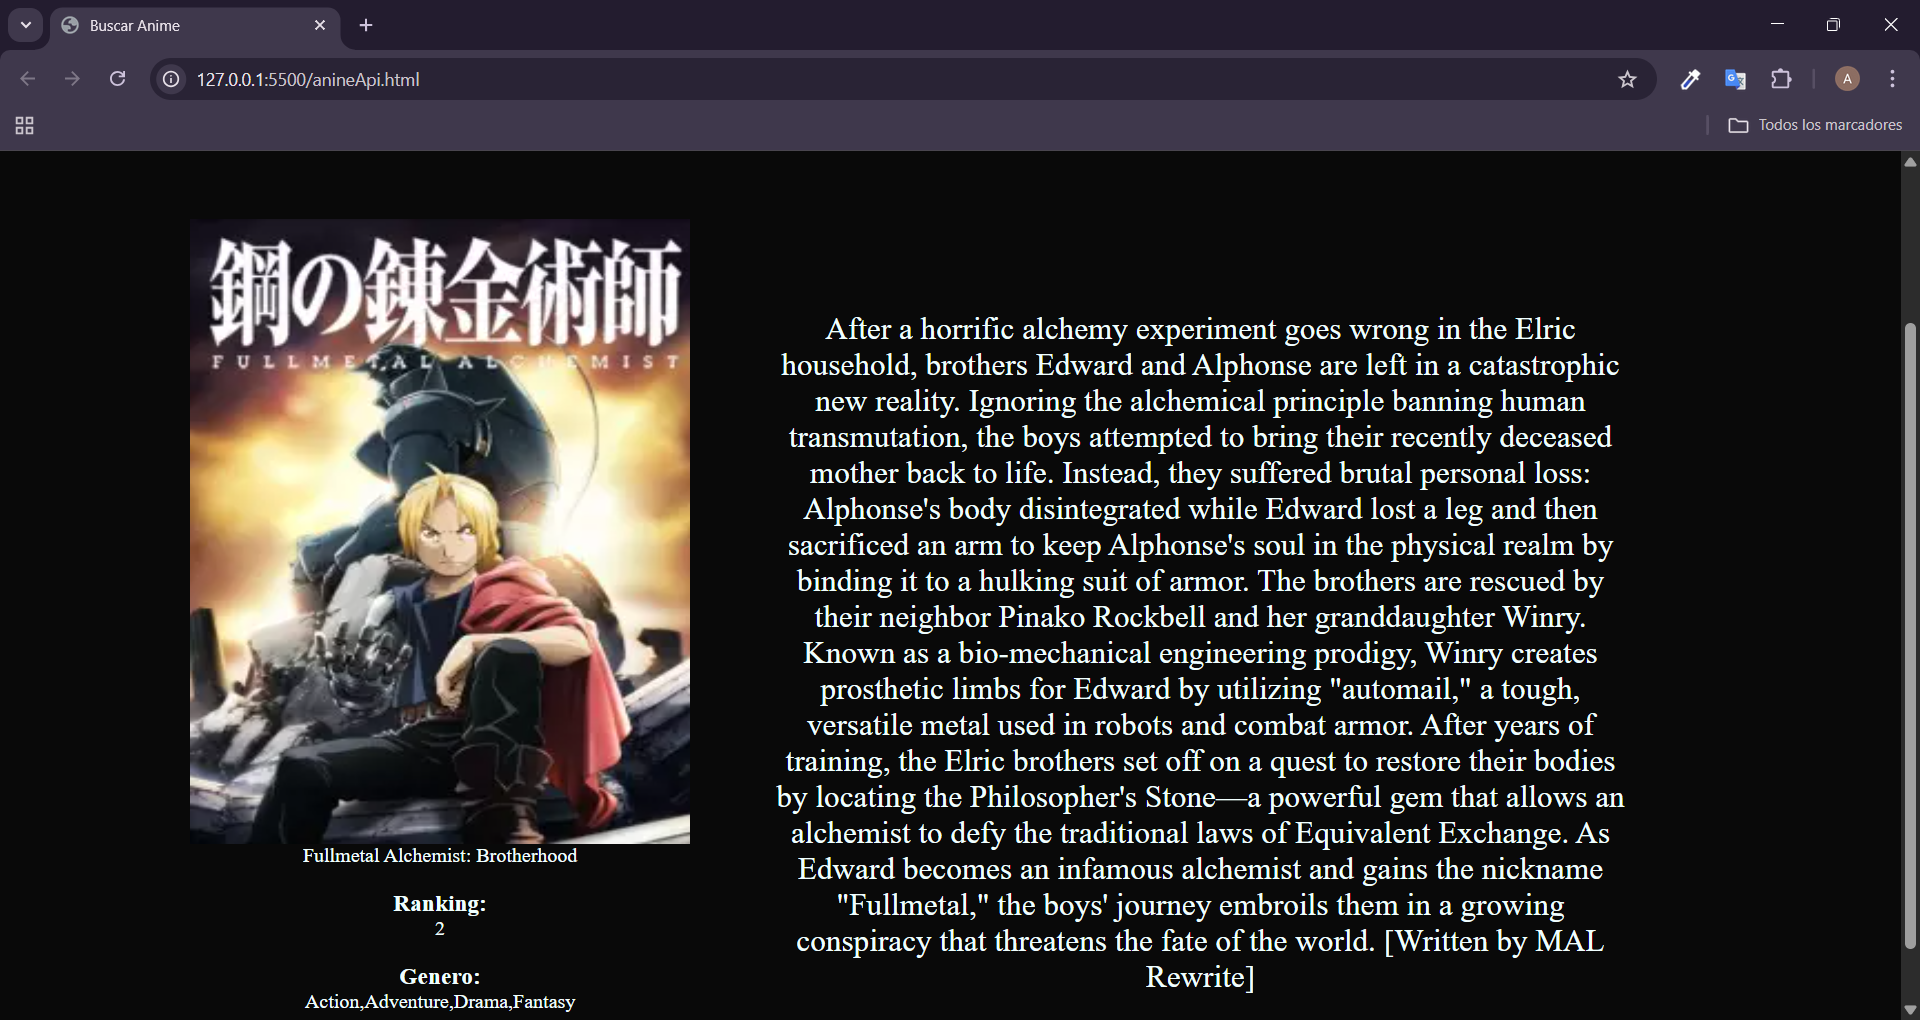 Buscar Anime
127.0.0.1:5500/anineApi.html
A
Todos los marcadores
鋼の錬金術師
FULLMETAL ALCHEMIST
Fullmetal Alchemist: Brotherhood
Ranking:
2
Genero:
Action,Adventure,Drama,Fantasy
After a horrific alchemy experiment goes wrong in the Elric
household, brothers Edward and Alphonse are left in a catastrophic
new reality. Ignoring the alchemical principle banning human
transmutation, the boys attempted to bring their recently deceased
mother back to life. Instead, they suffered brutal personal loss:
Alphonse's body disintegrated while Edward lost a leg and then
sacrificed an arm to keep Alphonse's soul in the physical realm by
binding it to a hulking suit of armor. The brothers are rescued by
their neighbor Pinako Rockbell and her granddaughter Winry.
Known as a bio-mechanical engineering prodigy, Winry creates
prosthetic limbs for Edward by utilizing "automail," a tough,
versatile metal used in robots and combat armor. After years of
training, the Elric brothers set off on a quest to restore their bodies
by locating the Philosopher's Stone—a powerful gem that allows an
alchemist to defy the traditional laws of Equivalent Exchange. As
Edward becomes an infamous alchemist and gains the nickname
"Fullmetal," the boys' journey embroils them in a growing
conspiracy that threatens the fate of the world. [Written by MAL
Rewrite]